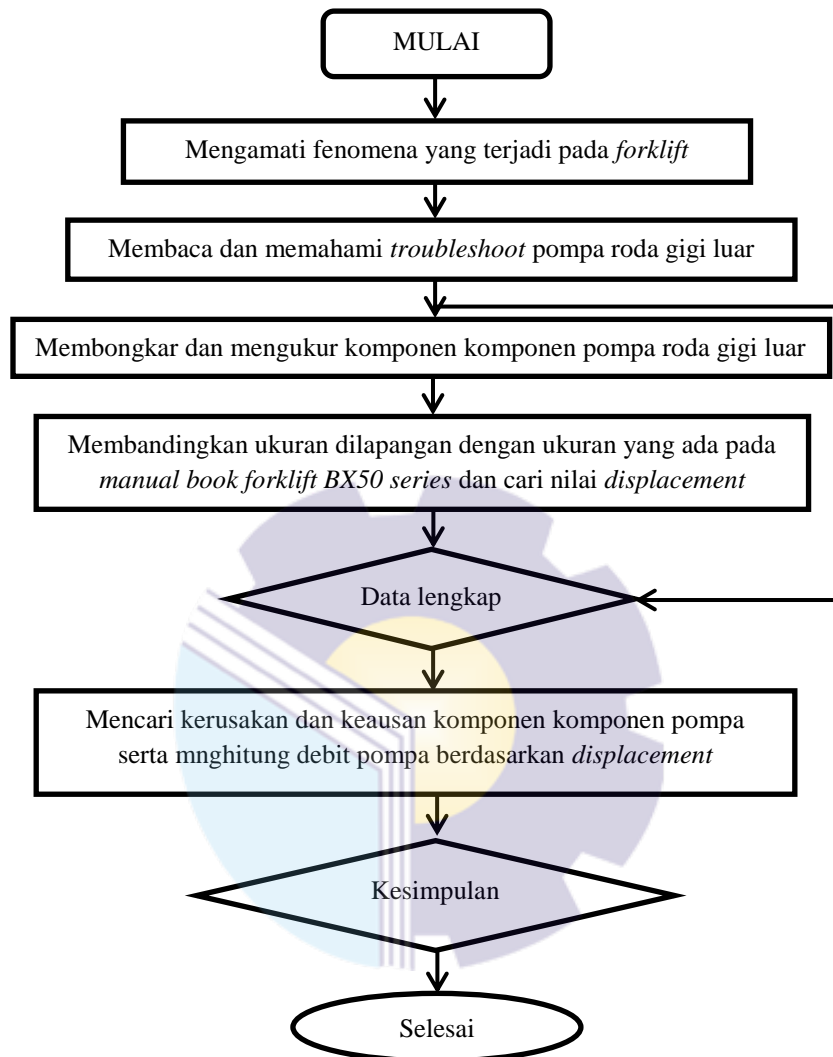 MULAI
Mengamati fenomena yang terjadi pada forklift
Membaca dan memahami troubleshoot pompa roda gigi luar
Membongkar dan mengukur komponen komponen pompa roda gigi luar
Membandingkan ukuran dilapangan dengan ukuran yang ada pada
manual book forklift BX50 series dan cari nilai displacement
Data lengkap
Mencari kerusakan dan keausan komponen komponen pompa
serta mnghitung debit pompa berdasarkan displacement
Kesimpulan
Selesai